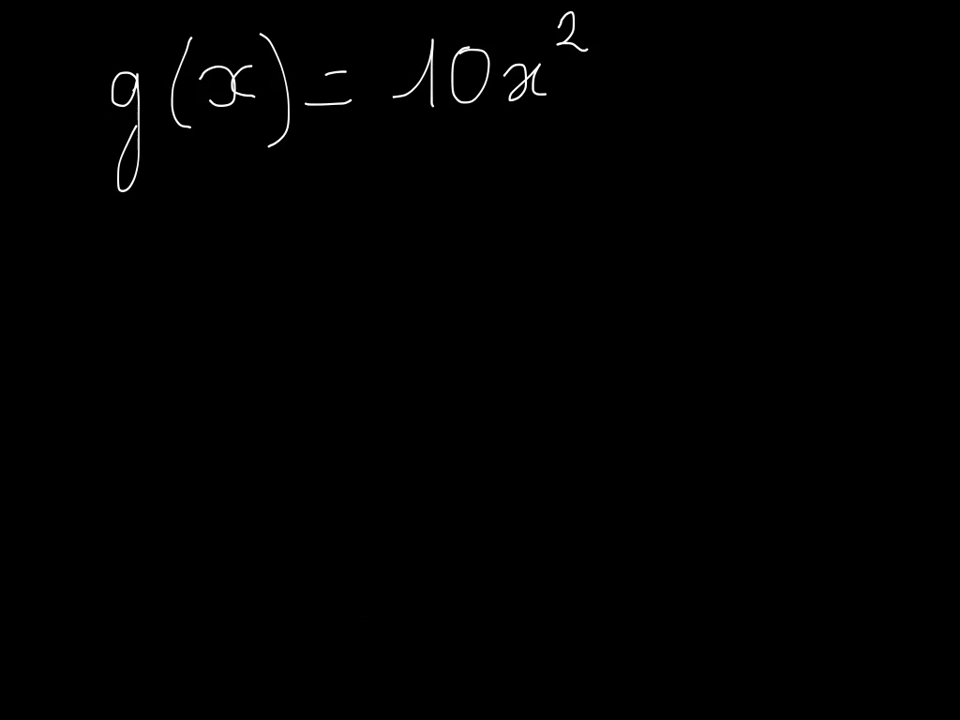 g(x) = 10x²